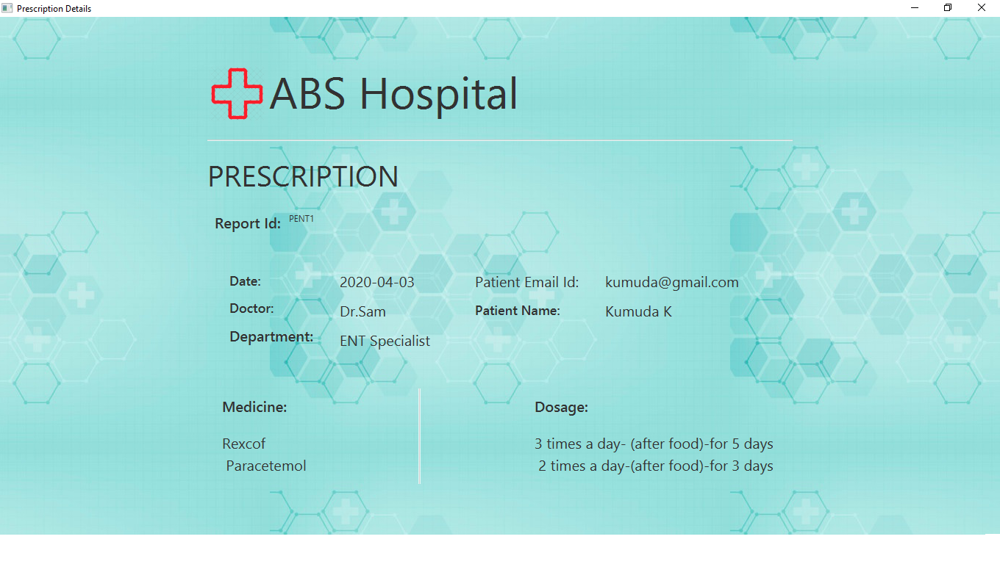 Prescription Details
ABS Hospital
PRESCRIPTION
Report Id: PENT1
Date: 2020-04-03 Patient Email Id: kumuda@gmail.com
Doctor: Dr.Sam Patient Name: Kumuda K
Department: ENT Specialist
Medicine: Dosage:
Rexcof 3 times a day- (after food)-for 5 days
Paracetemol 2 times a day-(after food)-for 3 days